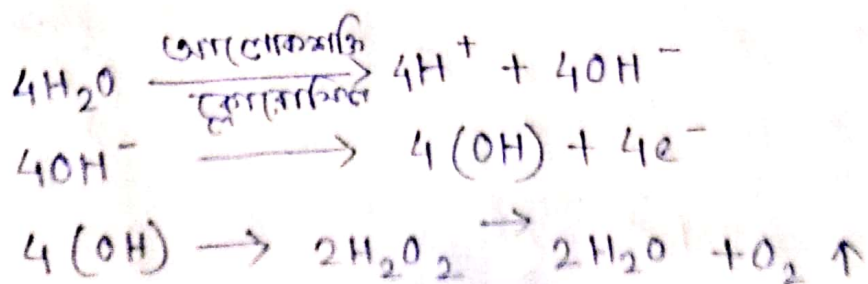 আলোকশক্তি
4H₂O ⟶ 4H⁺ + 4OH⁻
ক্লোরোফিল
4OH⁻ ⟶ 4(OH) + 4e⁻
4(OH) → 2H₂O₂ → 2H₂O + O₂ ↑